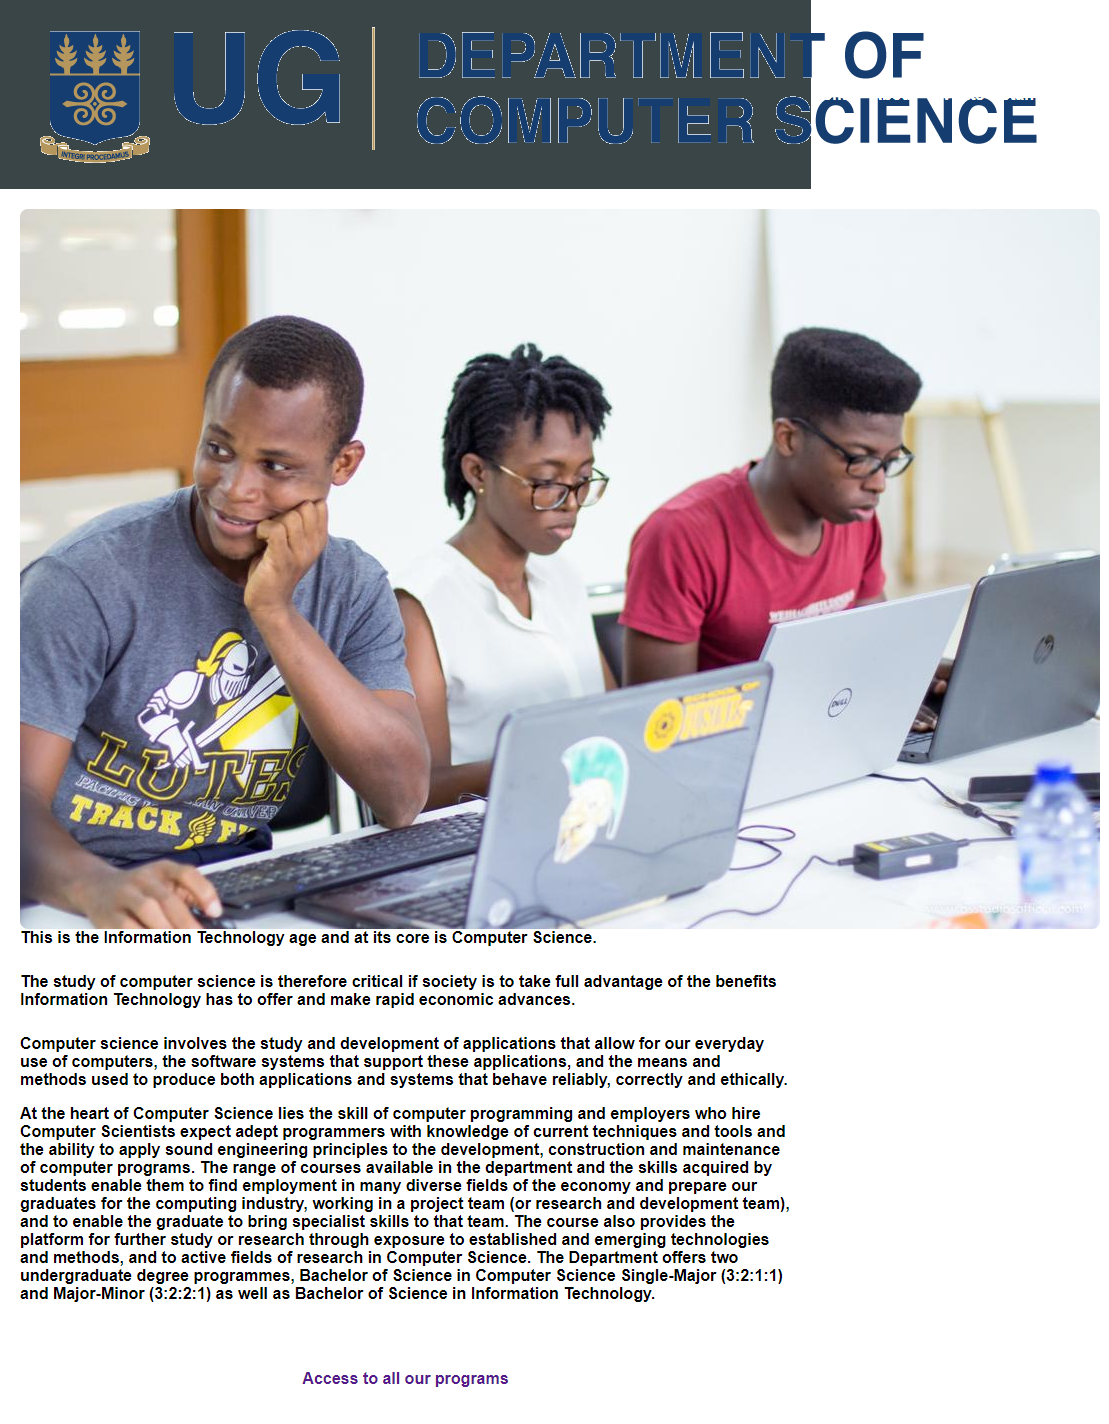 INTEGRI PROCEDAMUS
UG
DEPARTMENT OF
COMPUTER SCIENCE
LUTES
TRACK
SCHOOL OF
DELL
This is the Information Technology age and at its core is Computer Science.
The study of computer science is therefore critical if society is to take full advantage of the benefits
Information Technology has to offer and make rapid economic advances.
Computer science involves the study and development of applications that allow for our everyday
use of computers, the software systems that support these applications, and the means and
methods used to produce both applications and systems that behave reliably, correctly and ethically.
At the heart of Computer Science lies the skill of computer programming and employers who hire
Computer Scientists expect adept programmers with knowledge of current techniques and tools and
the ability to apply sound engineering principles to the development, construction and maintenance
of computer programs. The range of courses available in the department and the skills acquired by
students enable them to find employment in many diverse fields of the economy and prepare our
graduates for the computing industry, working in a project team (or research and development team),
and to enable the graduate to bring specialist skills to that team. The course also provides the
platform for further study or research through exposure to established and emerging technologies
and methods, and to active fields of research in Computer Science. The Department offers two
undergraduate degree programmes, Bachelor of Science in Computer Science Single-Major (3:2:1:1)
and Major-Minor (3:2:2:1) as well as Bachelor of Science in Information Technology.
Access to all our programs